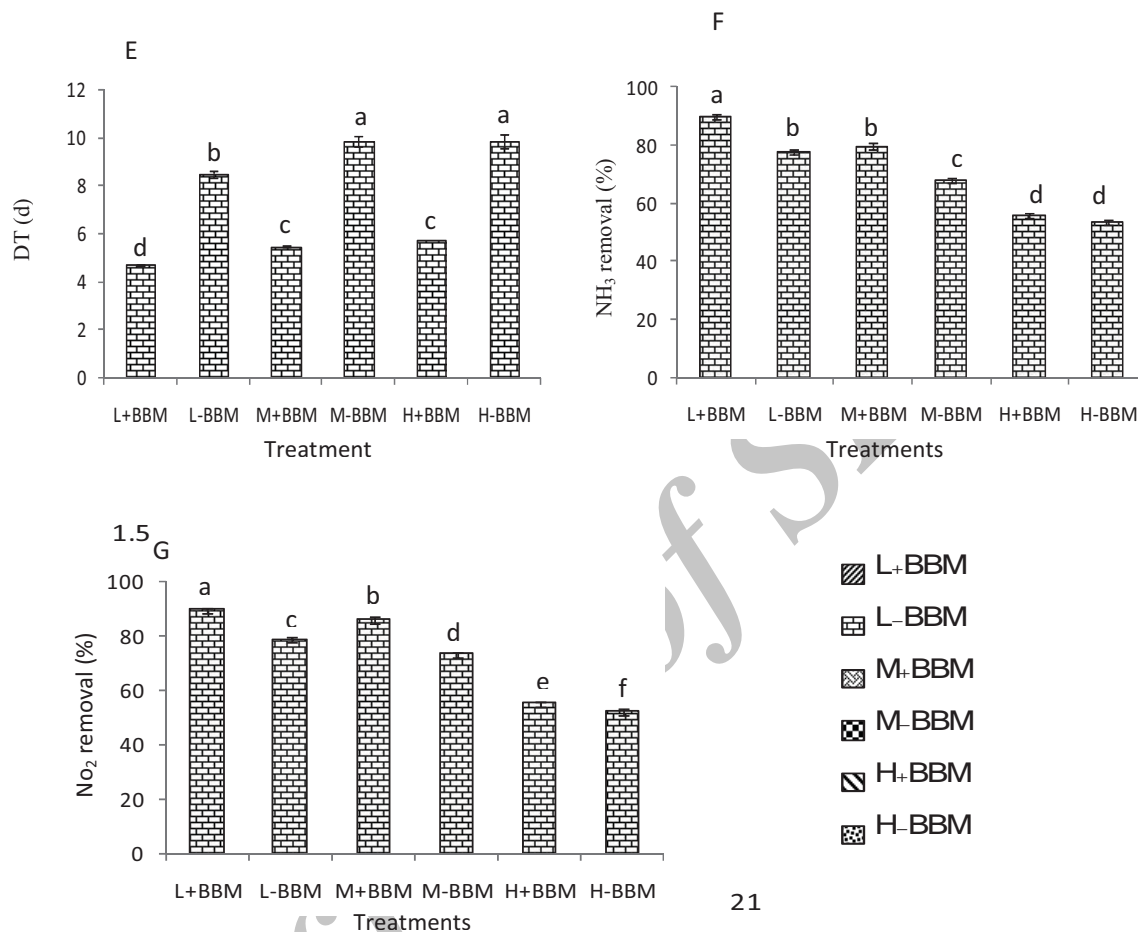 E
12
10
8
6
4
2
0
DT (d)
d
b
c
a
c
a
L+BBM L-BBM M+BBM M-BBM H+BBM H-BBM
Treatment
F
100
80
60
40
20
0
NH3 removal (%)
a
b
b
c
d
d
L+BBM L-BBM M+BBM M-BBM H+BBM H-BBM
Treatments
1.5
G
100
80
60
40
20
0
No2 removal (%)
a
c
b
d
e
f
L+BBM L-BBM M+BBM M-BBM H+BBM H-BBM
Treatments
L+BBM
L-BBM
M+BBM
M-BBM
H+BBM
H-BBM
21
of